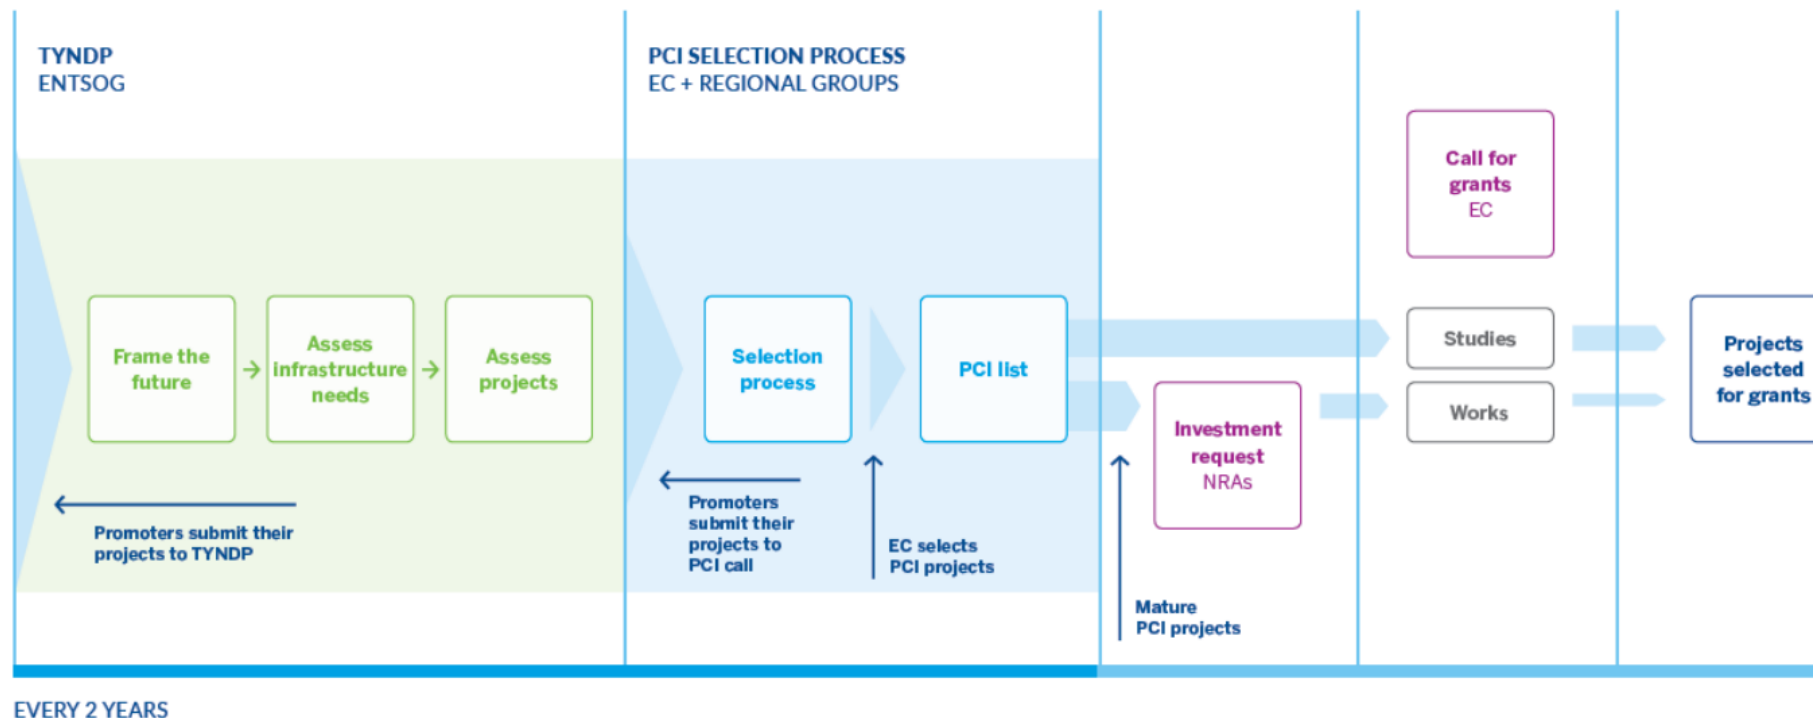 TYNDP
ENTSOG
PCI SELECTION PROCESS
EC + REGIONAL GROUPS
Call for
grants
EC
Frame the
future
Assess
infrastructure
needs
Assess
projects
Selection
process
PCI list
Studies
Works
Investment
request
NRAs
Projects
selected
for grants
Promoters submit their
projects to TYNDP
Promoters
submit their
projects to
PCI call
EC selects
PCI projects
Mature
PCI projects
EVERY 2 YEARS